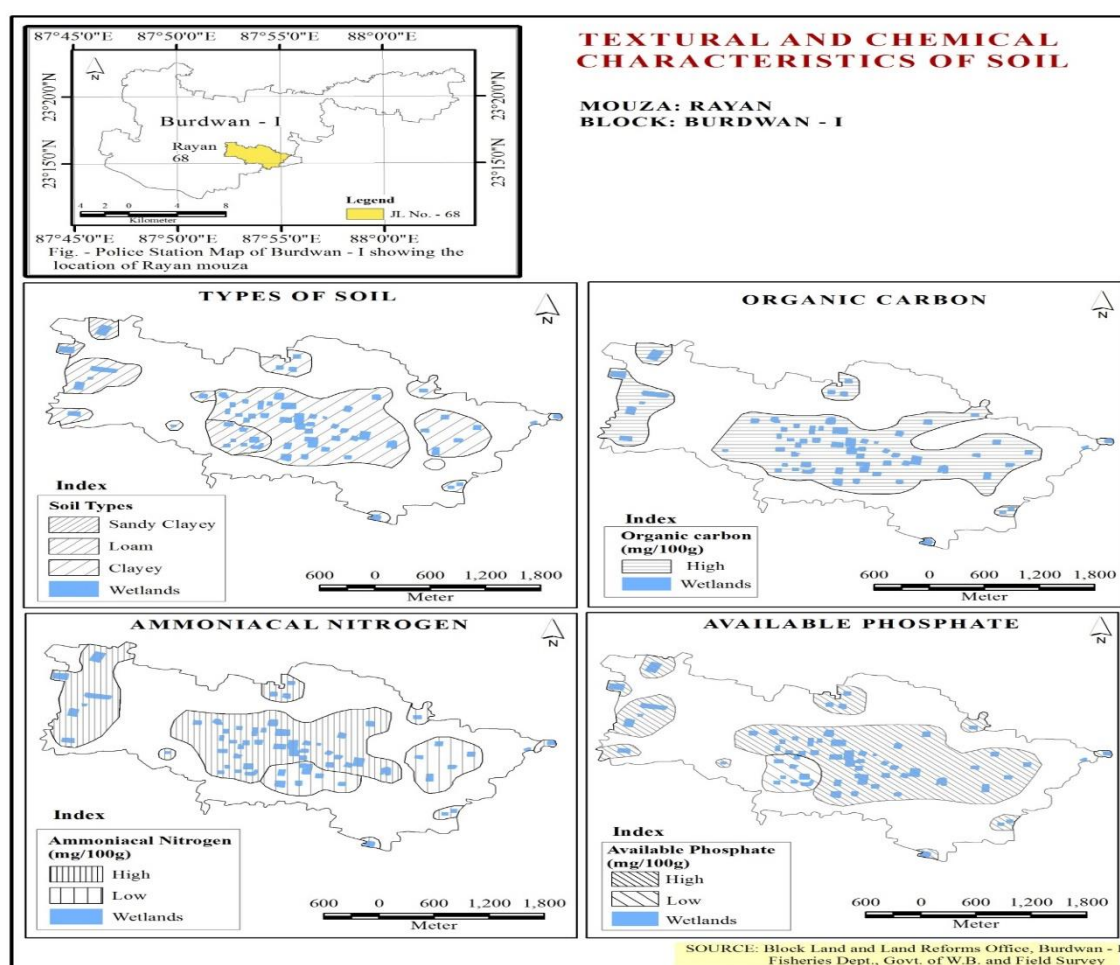 TEXTURAL AND CHEMICAL
CHARACTERISTICS OF SOIL
MOUZA: RAYAN
BLOCK: BURDWAN - I
87°45'0"E 87°50'0"E 87°55'0"E 88°0'0"E
N
23°20'0"N
23°20'0"N
23°15'0"N
23°15'0"N
Burdwan - I
Rayan
68
4 2 0 4 8
Kilometer
Legend
JL No. - 68
87°45'0"E 87°50'0"E 87°55'0"E 88°0'0"E
Fig. - Police Station Map of Burdwan - I showing the
location of Rayan mouza
TYPES OF SOIL
N
Index
Soil Types
Sandy Clayey
Loam
Clayey
Wetlands
600 0 600 1,200 1,800
Meter
ORGANIC CARBON
N
Index
Organic carbon
(mg/100g)
High
Wetlands
600 0 600 1,200 1,800
Meter
AMMONIACAL NITROGEN
N
Index
Ammoniacal Nitrogen
(mg/100g)
High
Low
Wetlands
600 0 600 1,200 1,800
Meter
AVAILABLE PHOSPHATE
N
Index
Available Phosphate
(mg/100g)
High
Low
Wetlands
600 0 600 1,200 1,800
Meter
SOURCE: Block Land and Land Reforms Office, Burdwan - I
Fisheries Dept., Govt. of W.B. and Field Survey